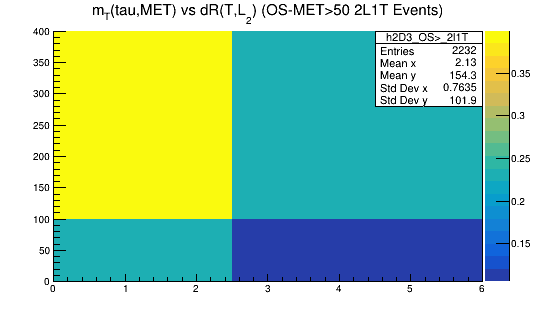 m_T(tau,MET) vs dR(T,L_2) (OS-MET>50 2L1T Events)
h2D3_OS>_2l1T
Entries 2232
Mean x 2.13
Mean y 154.3
Std Dev x 0.7635
Std Dev y 101.9
400
350
300
250
200
150
100
50
0
0 1 2 3 4 5 6
0.35
0.3
0.25
0.2
0.15